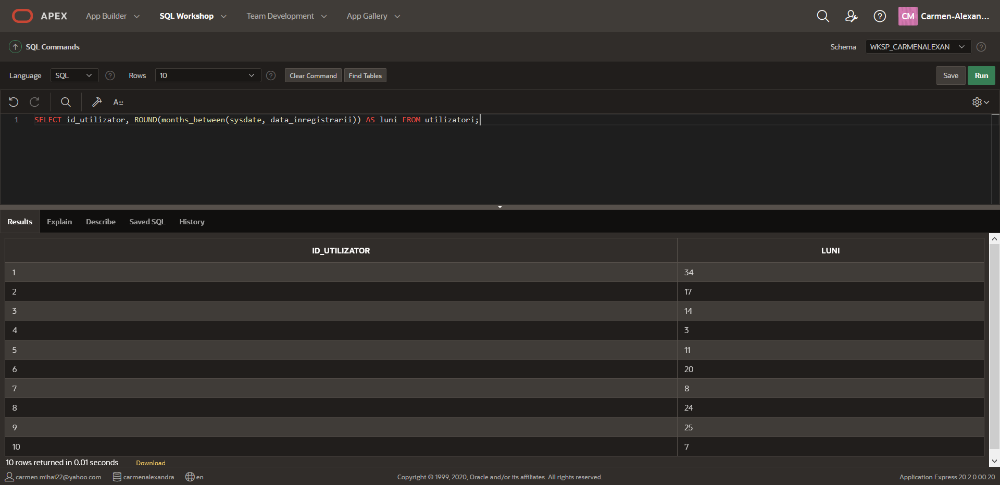 APEX App Builder SQL Workshop Team Development App Gallery CM Carmen-Alexan...
SQL Commands Schema WKSP_CARMENALEXAN
Language SQL Rows 10 Clear Command Find Tables Save Run
A::
1 SELECT id_utilizator, ROUND(months_between(sysdate, data_inregistrarii)) AS luni FROM utilizatori;
Results Explain Describe Saved SQL History
ID_UTILIZATOR LUNI
1 34
2 17
3 14
4 3
5 11
6 20
7 8
8 24
9 25
10 7
10 rows returned in 0.01 seconds Download
carmen.mihai22@yahoo.com carmenalexandra en Copyright © 1999, 2020, Oracle and/or its affiliates. All rights reserved. Application Express 20.2.0.00.20